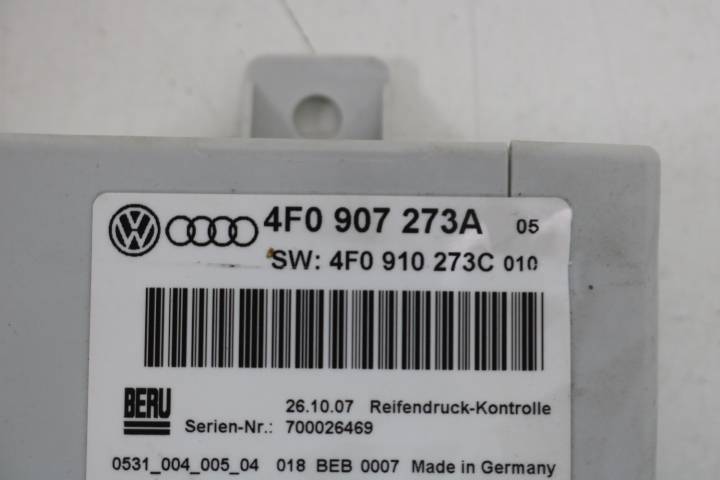 4F0 907 273A 05
SW: 4F0 910 273C 010
BERU 26.10.07 Reifendruck-Kontrolle
Serien-Nr.: 700026469
0531_004_005_04 018 BEB 0007 Made in Germany